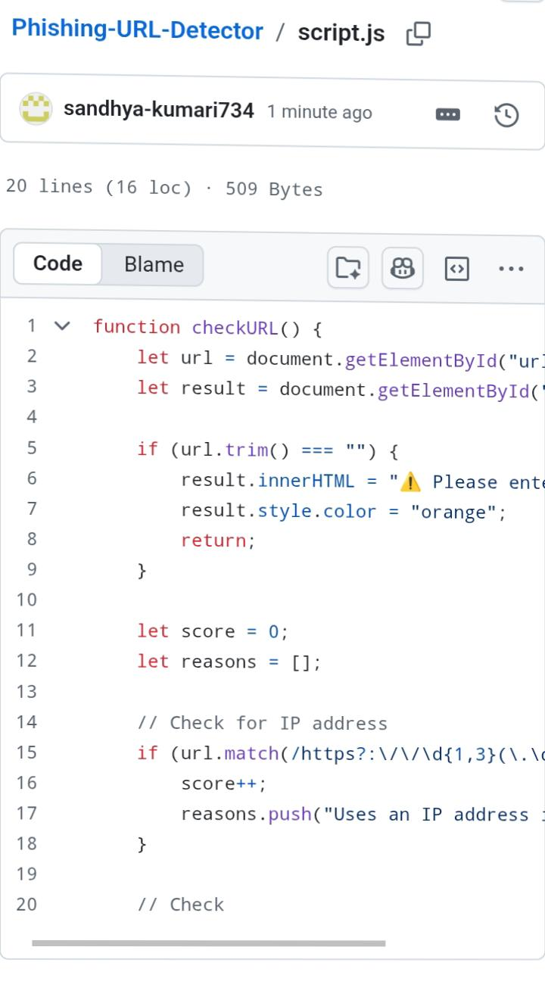 Phishing-URL-Detector / script.js
sandhya-kumari734 1 minute ago
20 lines (16 loc) · 509 Bytes
Code Blame
1 function checkURL() {
2 let url = document.getElementById("url
3 let result = document.getElementById("
4
5 if (url.trim() === "") {
6 result.innerHTML = "⚠️ Please ente
7 result.style.color = "orange";
8 return;
9 }
10
11 let score = 0;
12 let reasons = [];
13
14 // Check for IP address
15 if (url.match(/https?:\/\/\d{1,3}(\.\d
16 score++;
17 reasons.push("Uses an IP address i
18 }
19
20 // Check